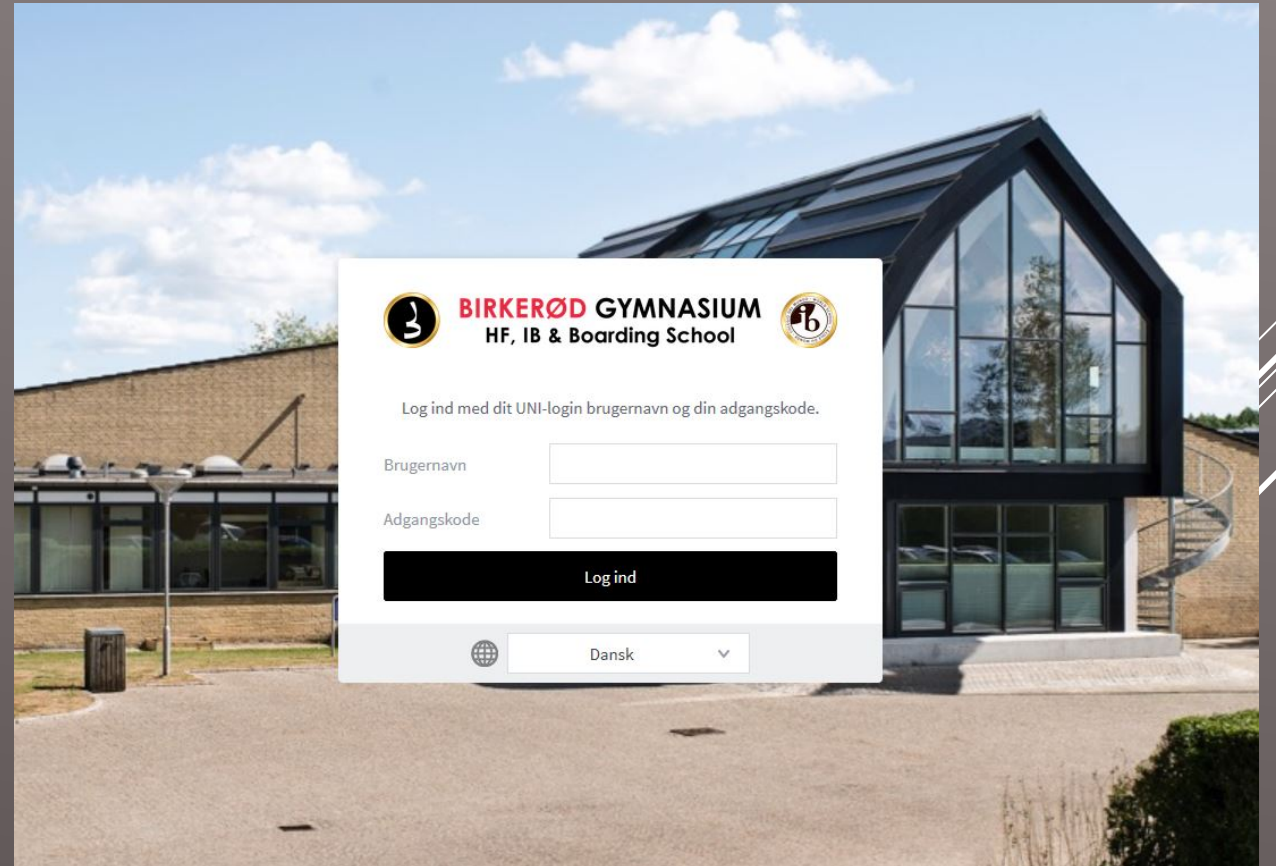 BIRKERØD GYMNASIUM
HF, IB & Boarding School
ib
Log ind med dit UNI-login brugernavn og din adgangskode.
Brugernavn
Adgangskode
Log ind
Dansk